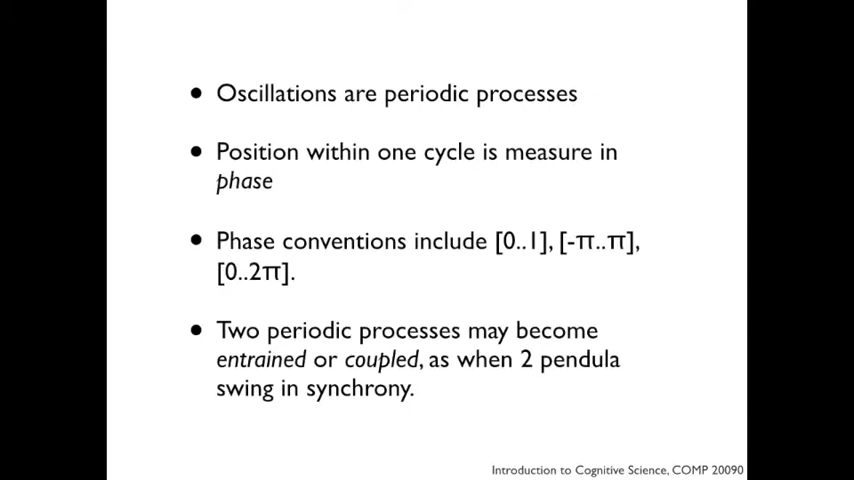 • Oscillations are periodic processes
• Position within one cycle is measure in
phase
• Phase conventions include [0..1], [-π..π],
[0..2π].
• Two periodic processes may become
entrained or coupled, as when 2 pendula
swing in synchrony.
Introduction to Cognitive Science, COMP 20090